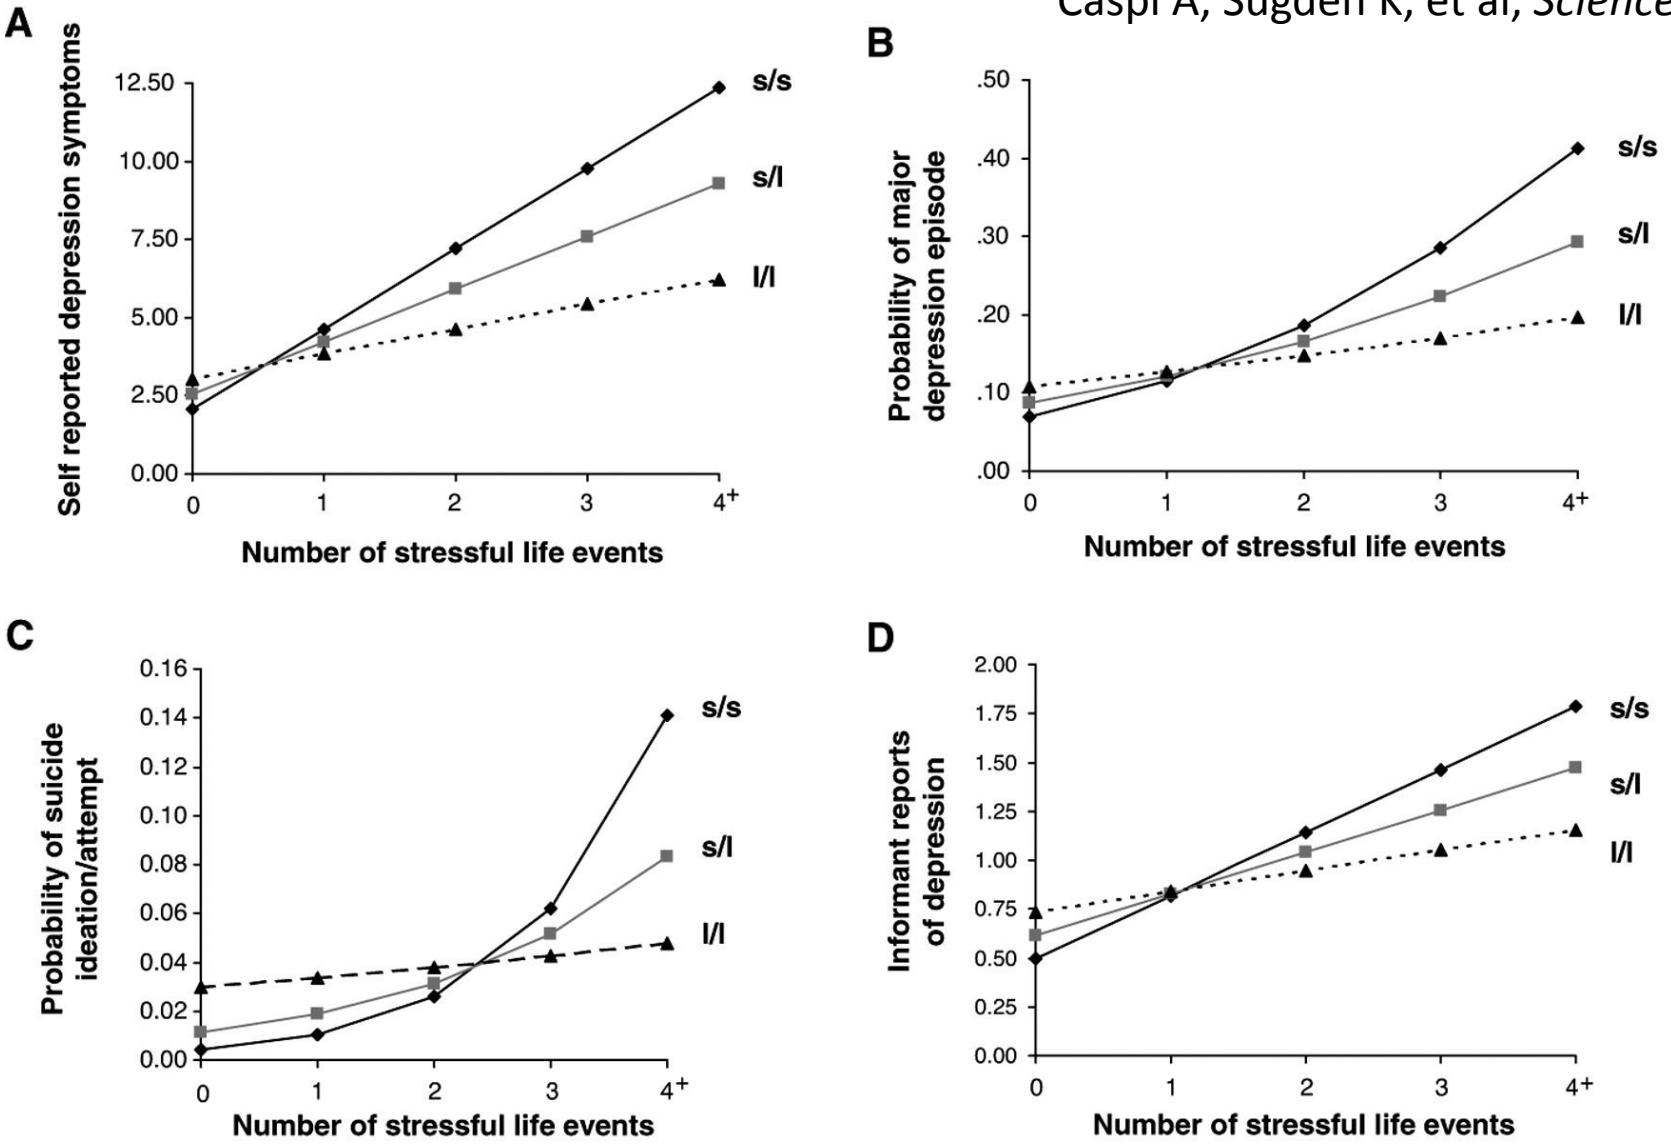 Caspi A, Sugden K, et al, Science
A
Self reported depression symptoms
12.50
10.00
7.50
5.00
2.50
0.00
s/s
s/l
l/l
0 1 2 3 4+
Number of stressful life events
B
Probability of major
depression episode
.50
.40
.30
.20
.10
.00
s/s
s/l
l/l
0 1 2 3 4+
Number of stressful life events
C
Probability of suicide
ideation/attempt
0.16
0.14
0.12
0.10
0.08
0.06
0.04
0.02
0.00
s/s
s/l
l/l
0 1 2 3 4+
Number of stressful life events
D
Informant reports
of depression
2.00
1.75
1.50
1.25
1.00
0.75
0.50
0.25
0.00
s/s
s/l
l/l
0 1 2 3 4+
Number of stressful life events